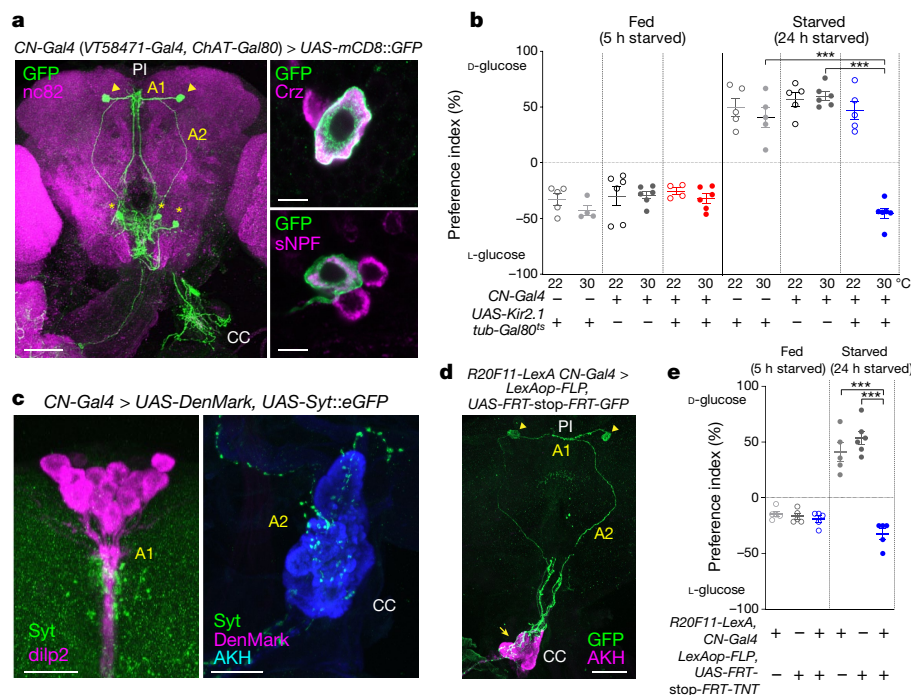 a
CN-Gal4 (VT58471-Gal4, ChAT-Gal80) > UAS-mCD8::GFP
GFP
nc82
PI
A1
A2
*
*
*
CC
GFP
Crz
GFP
sNPF
b
Fed
(5 h starved)
Starved
(24 h starved)
***
***
Preference index (%)
100
D-glucose
50
0
−50
L-glucose
−100
22 30 22 30 22 30 22 30 22 30 22 30 °C
CN-Gal4 − − + + + + − − + + + +
UAS-Kir2.1
tub-Gal80ts + + − − + + + + − − + +
c
CN-Gal4 > UAS-DenMark, UAS-Syt::eGFP
A1
Syt
dilp2
A2
CC
Syt
DenMark
AKH
d
R20F11-LexA CN-Gal4 >
LexAop-FLP,
UAS-FRT-stop-FRT-GFP
PI
A1
A2
CC
GFP
AKH
e
Fed
(5 h starved)
Starved
(24 h starved)
***
***
Preference index (%)
100
D-glucose
50
0
−50
L-glucose
−100
R20F11-LexA,
CN-Gal4 + − + + − +
LexAop-FLP,
UAS-FRT-
stop-FRT-TNT − + + − + +